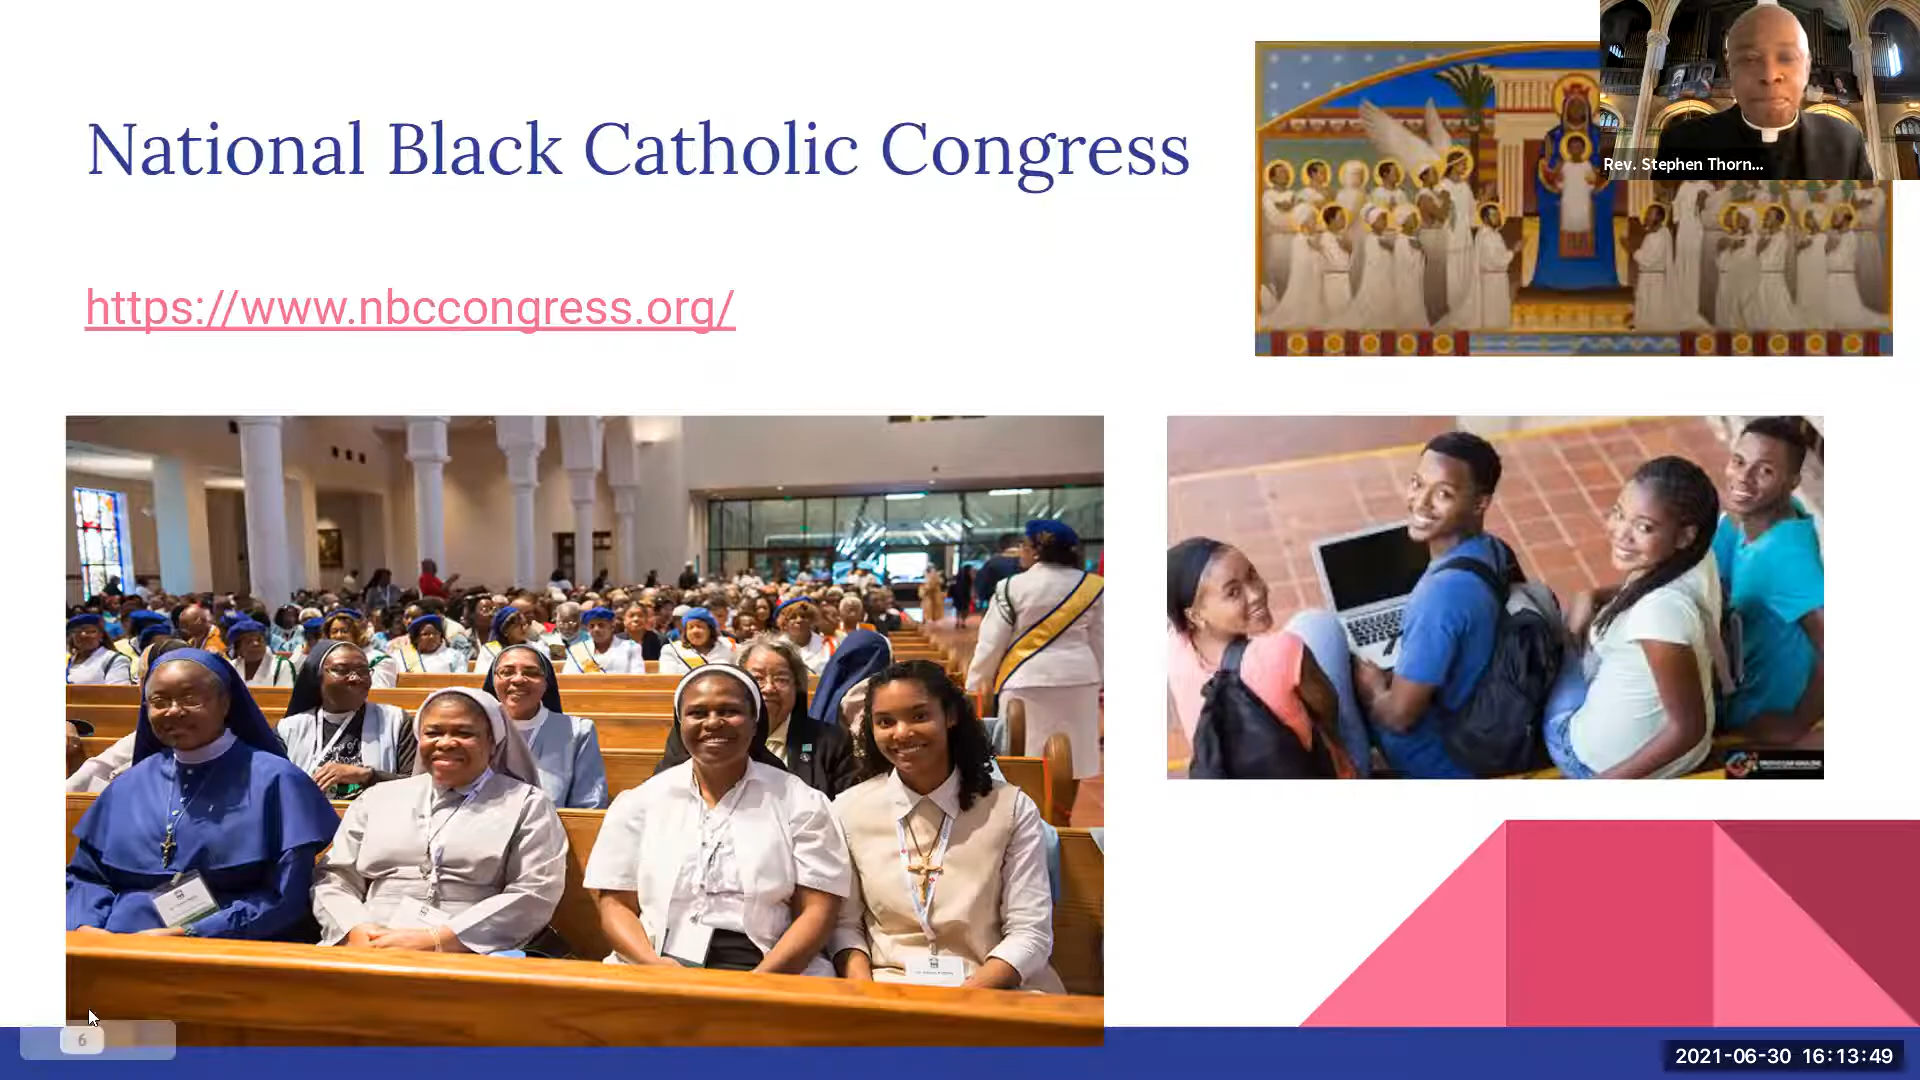 National Black Catholic Congress
Rev. Stephen Thorn...
https://www.nbccongress.org/
6
2021-06-30 16:13:49